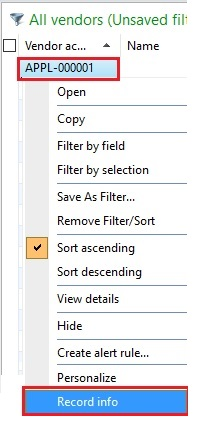 All vendors (Unsaved filt
Vendor ac... Name
APPL-000001
Open
Copy
Filter by field
Filter by selection
Save As Filter...
Remove Filter/Sort
Sort ascending
Sort descending
View details
Hide
Create alert rule...
Personalize
Record info